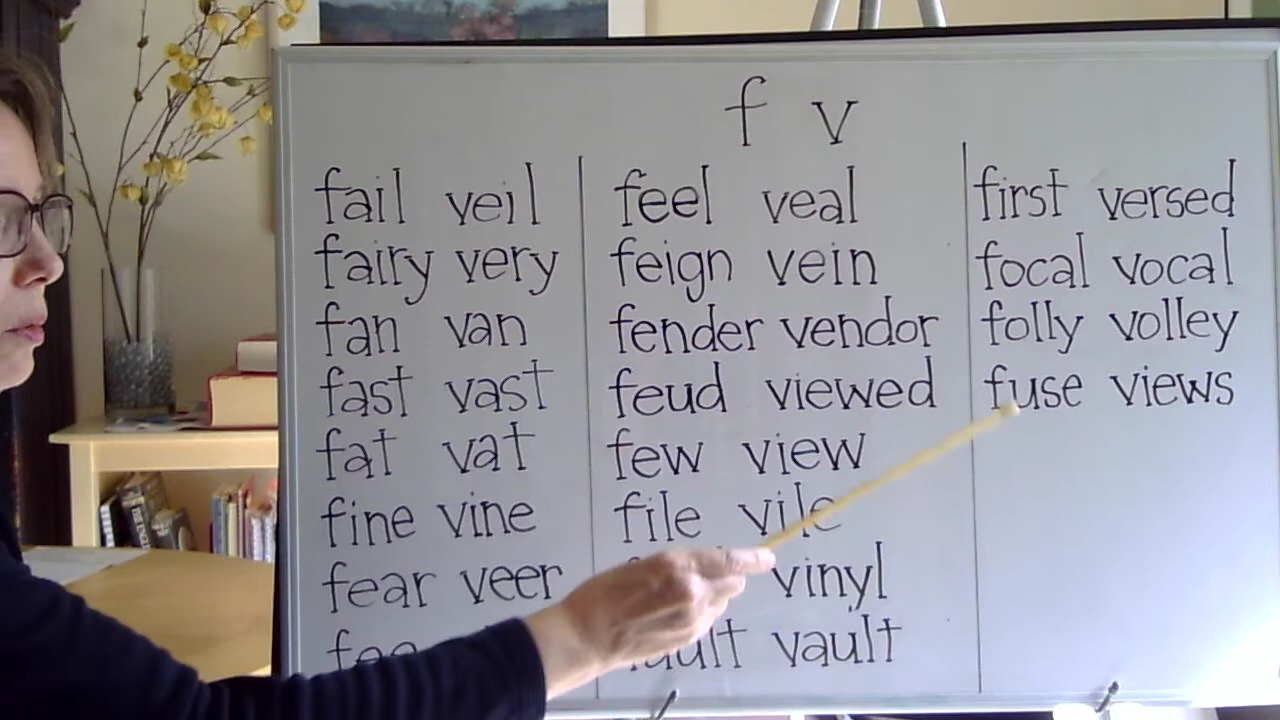 f v
fail veil
fairy very
fan van
fast vast
fat vat
fine vine
fear veer
feel veal
feign vein
fender vendor
feud viewed
few view
file vile
vinyl
vault
first versed
focal vocal
folly volley
fuse views